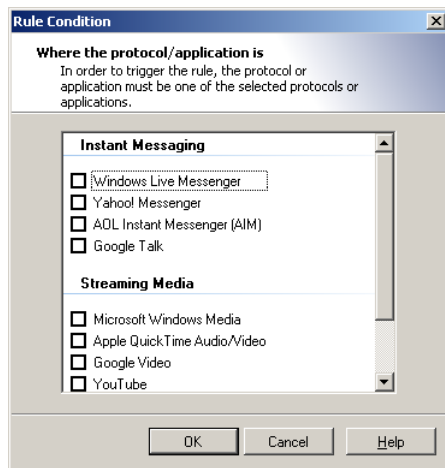 Rule Condition
Where the protocol/application is
In order to trigger the rule, the protocol or
application must be one of the selected protocols or
applications.
Instant Messaging
Windows Live Messenger
Yahoo! Messenger
AOL Instant Messenger (AIM)
Google Talk
Streaming Media
Microsoft Windows Media
Apple QuickTime Audio/Video
Google Video
YouTube
OK Cancel Help